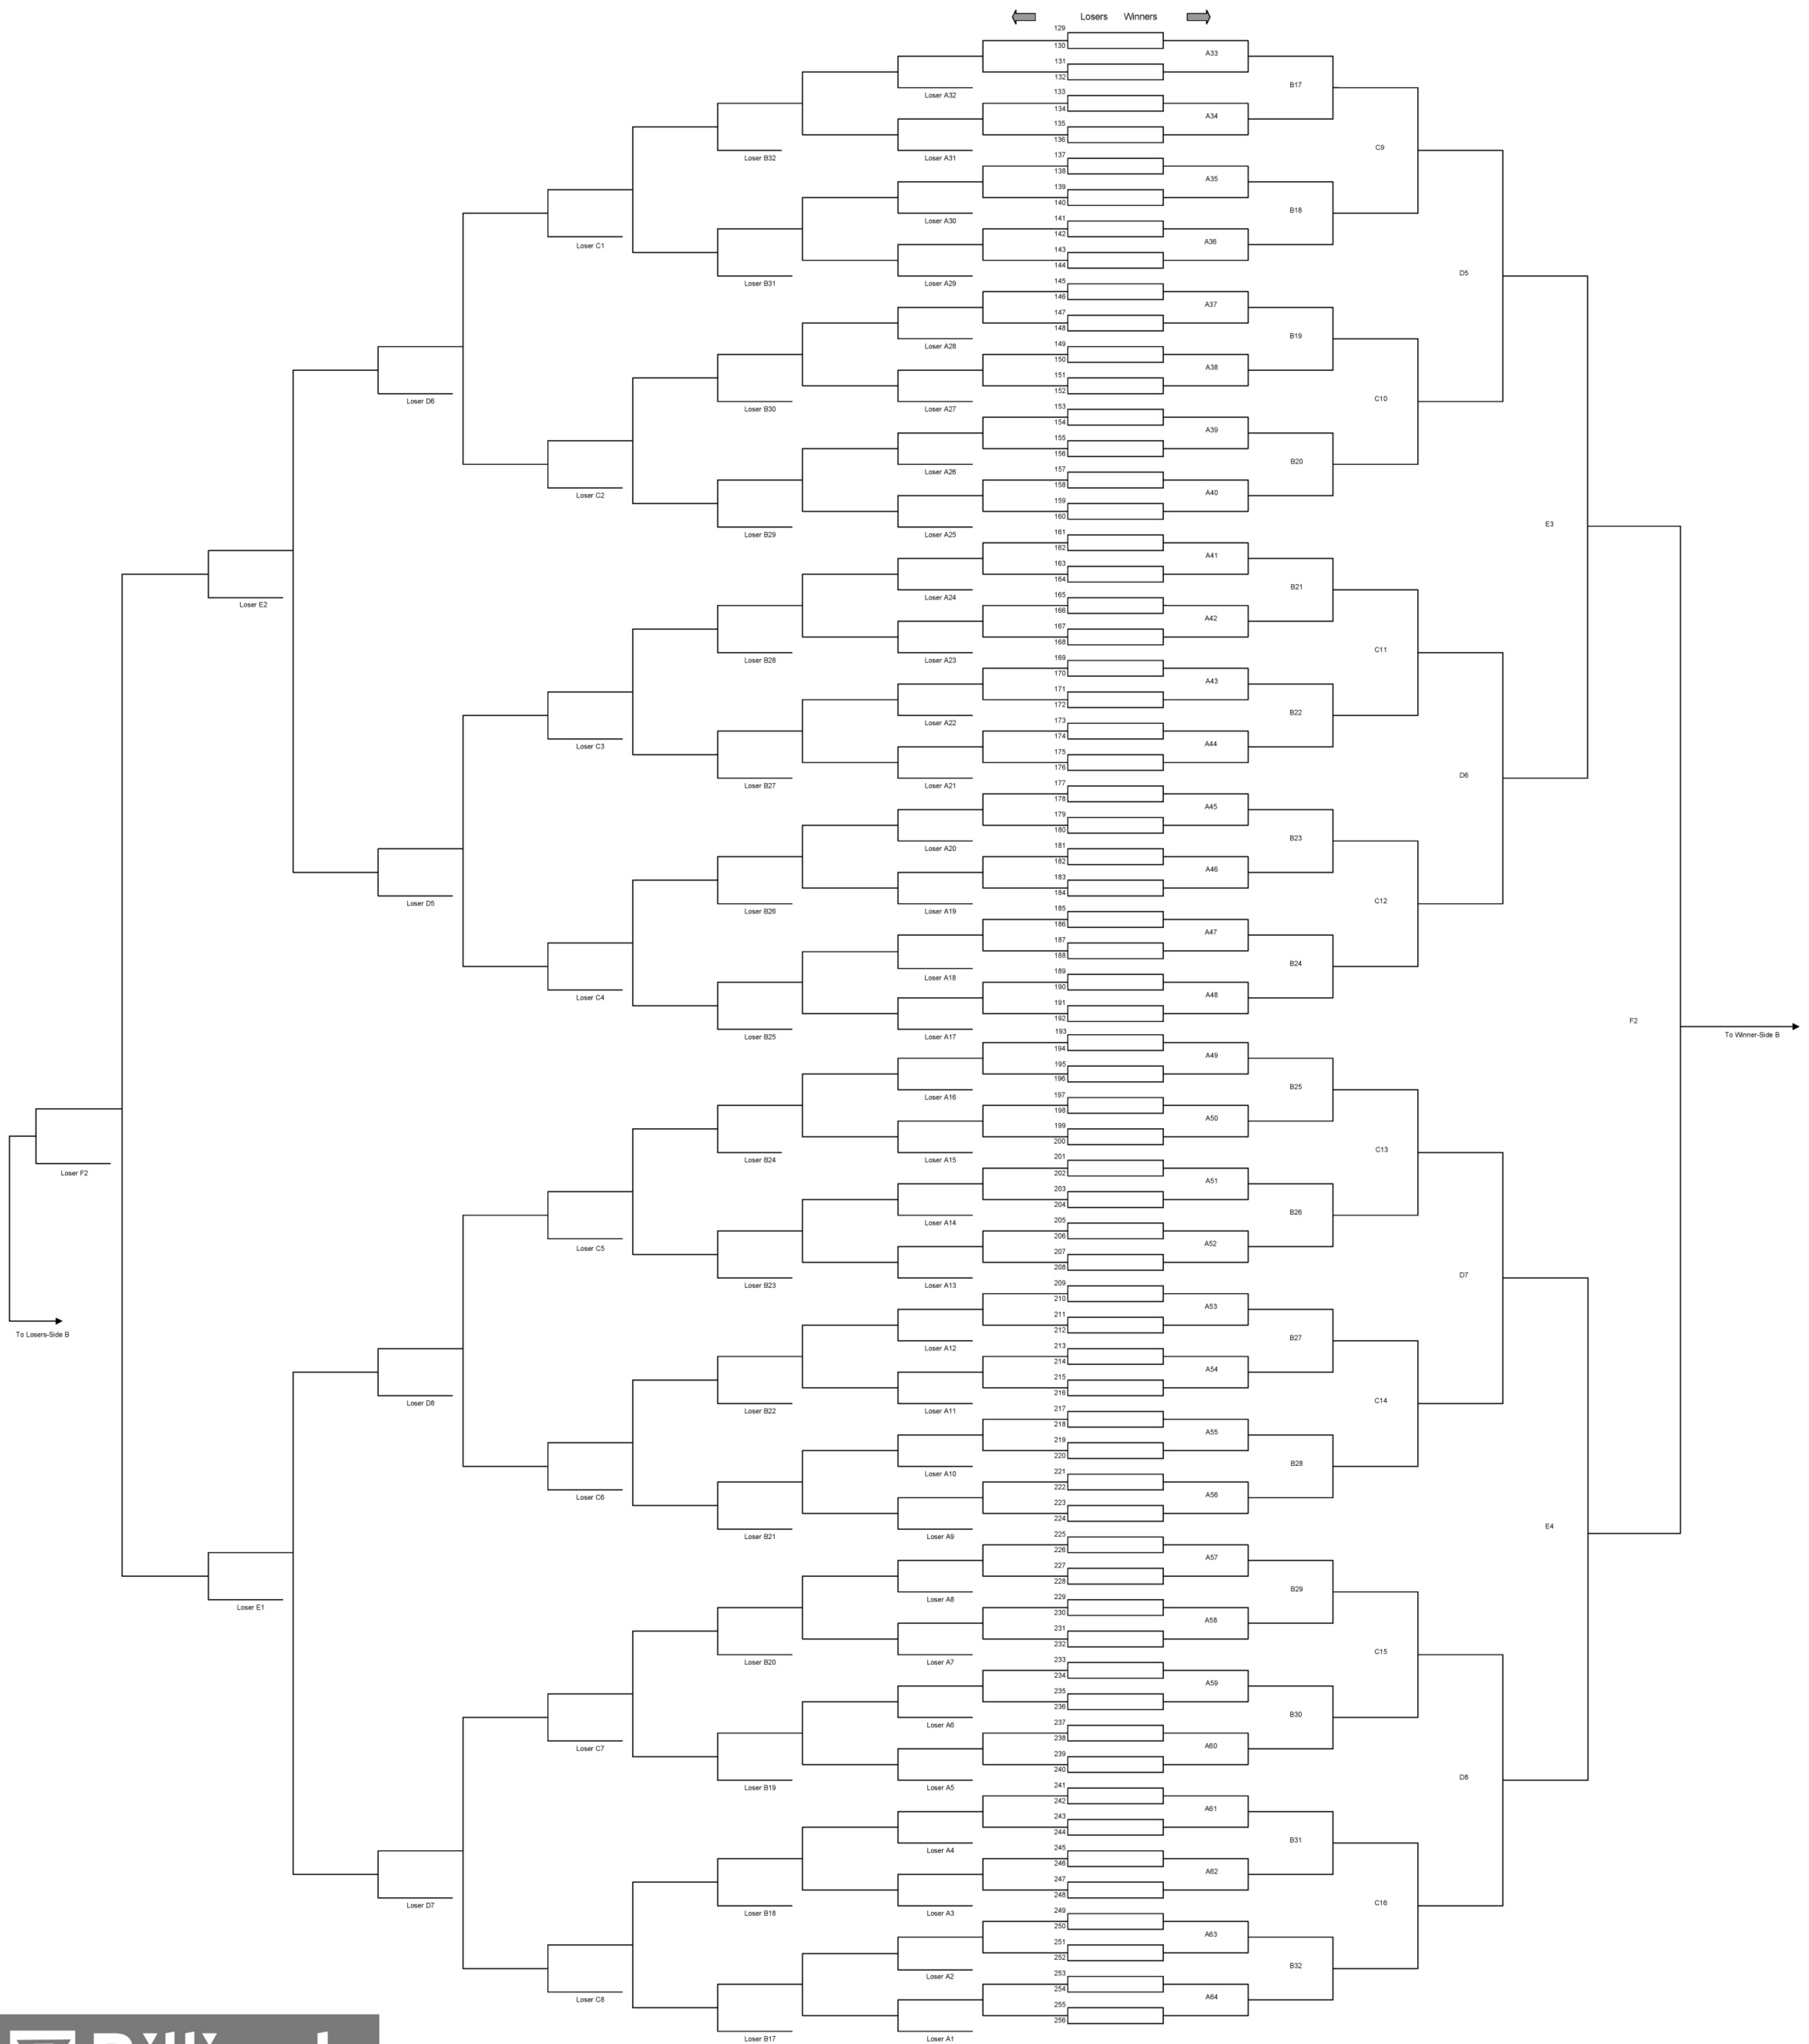 Losers Winners
To Losers-Side B
Loser F2
Loser E2
Loser E1
Loser D6
Loser D5
Loser D8
Loser D7
Loser C1
Loser C2
Loser C3
Loser C4
Loser C5
Loser C6
Loser C7
Loser C8
Loser B32
Loser B31
Loser B30
Loser B29
Loser B28
Loser B27
Loser B26
Loser B25
Loser B24
Loser B23
Loser B22
Loser B21
Loser B20
Loser B19
Loser B18
Loser B17
Loser A32
Loser A31
Loser A30
Loser A29
Loser A28
Loser A27
Loser A26
Loser A25
Loser A24
Loser A23
Loser A22
Loser A21
Loser A20
Loser A19
Loser A18
Loser A17
Loser A16
Loser A15
Loser A14
Loser A13
Loser A12
Loser A11
Loser A10
Loser A9
Loser A8
Loser A7
Loser A6
Loser A5
Loser A4
Loser A3
Loser A2
Loser A1
129
130
131
132
133
134
135
136
137
138
139
140
141
142
143
144
145
146
147
148
149
150
151
152
153
154
155
156
157
158
159
160
161
162
163
164
165
166
167
168
169
170
171
172
173
174
175
176
177
178
179
180
181
182
183
184
185
186
187
188
189
190
191
192
193
194
195
196
197
198
199
200
201
202
203
204
205
206
207
208
209
210
211
212
213
214
215
216
217
218
219
220
221
222
223
224
225
226
227
228
229
230
231
232
233
234
235
236
237
238
239
240
241
242
243
244
245
246
247
248
249
250
251
252
253
254
255
256
A33
A34
A35
A36
A37
A38
A39
A40
A41
A42
A43
A44
A45
A46
A47
A48
A49
A50
A51
A52
A53
A54
A55
A56
A57
A58
A59
A60
A61
A62
A63
A64
B17
B18
B19
B20
B21
B22
B23
B24
B25
B26
B27
B28
B29
B30
B31
B32
C9
C10
C11
C12
C13
C14
C15
C16
D5
D6
D7
D8
E3
E4
F2
To Winner-Side B